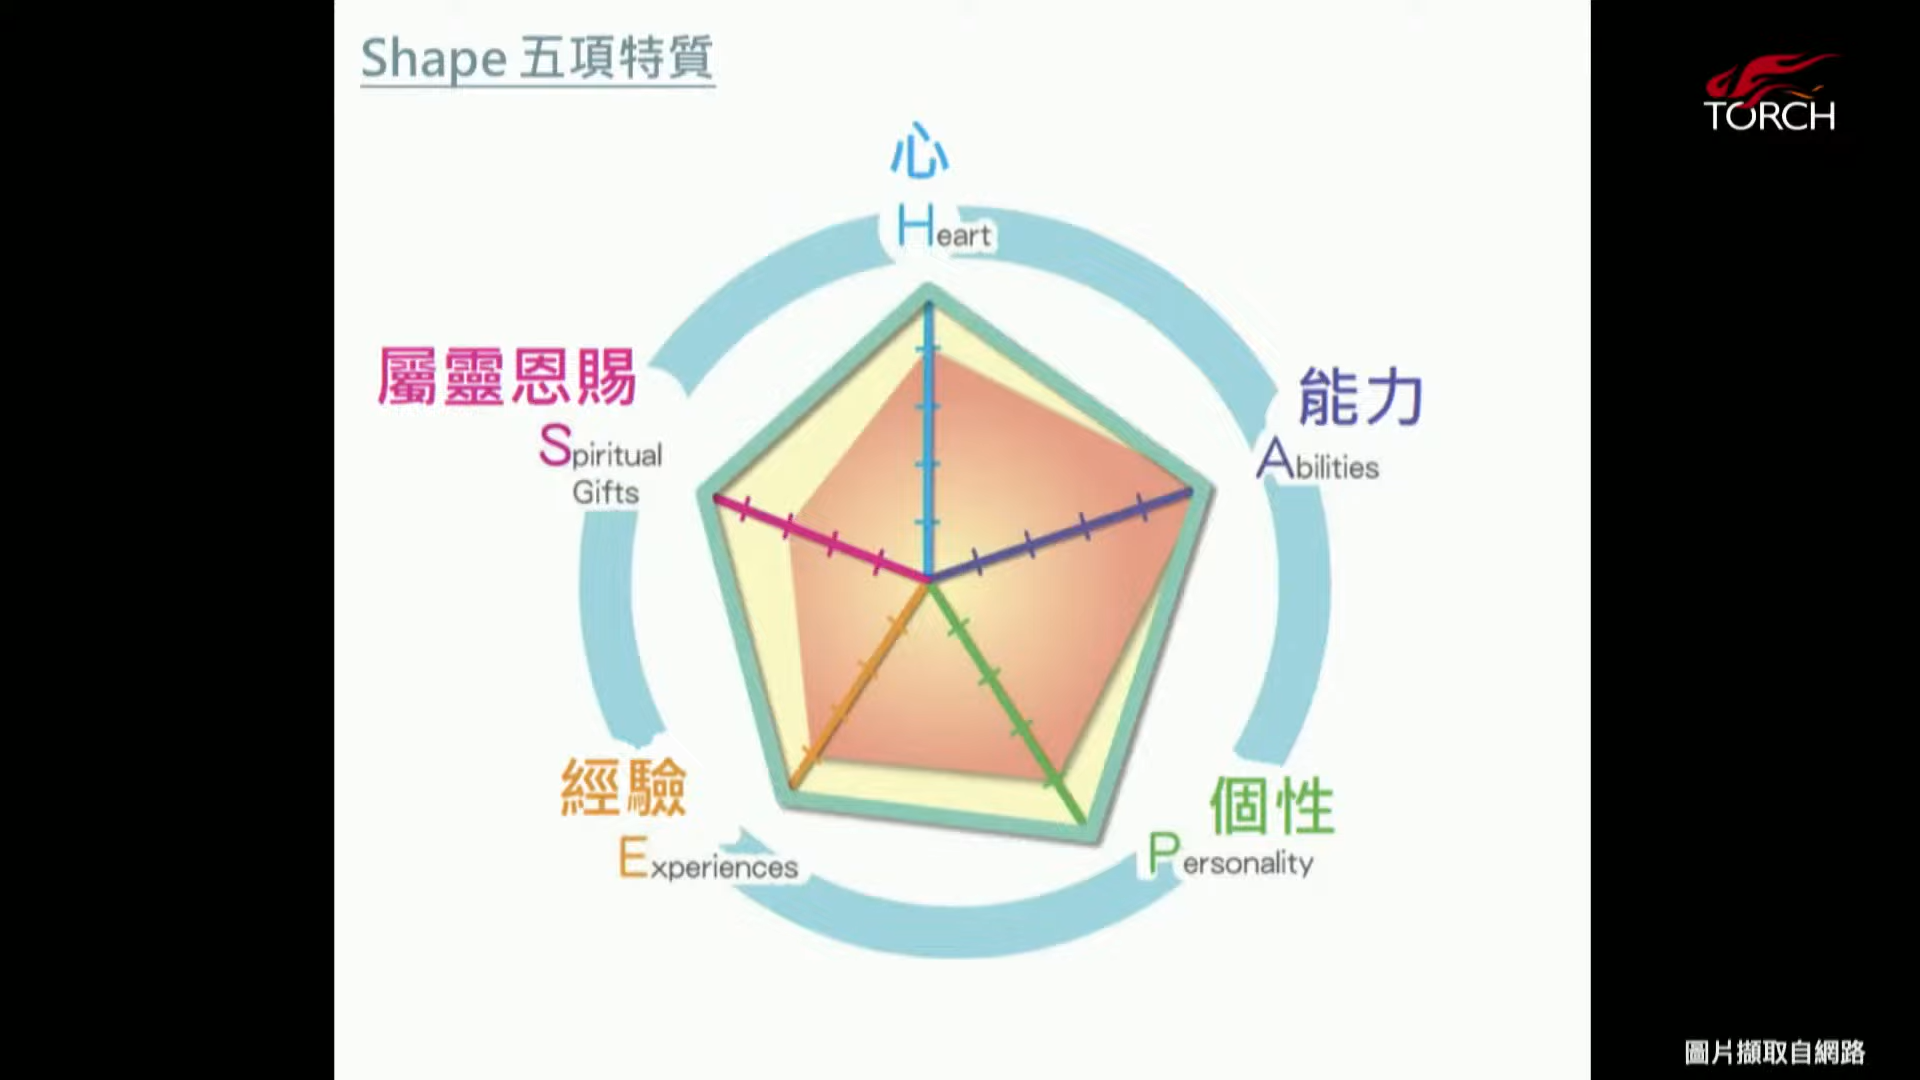 Shape 五項特質
TORCH
心
Heart
屬靈恩賜
Spiritual
Gifts
能力
Abilities
經驗
Experiences
個性
Personality
圖片擷取自網路